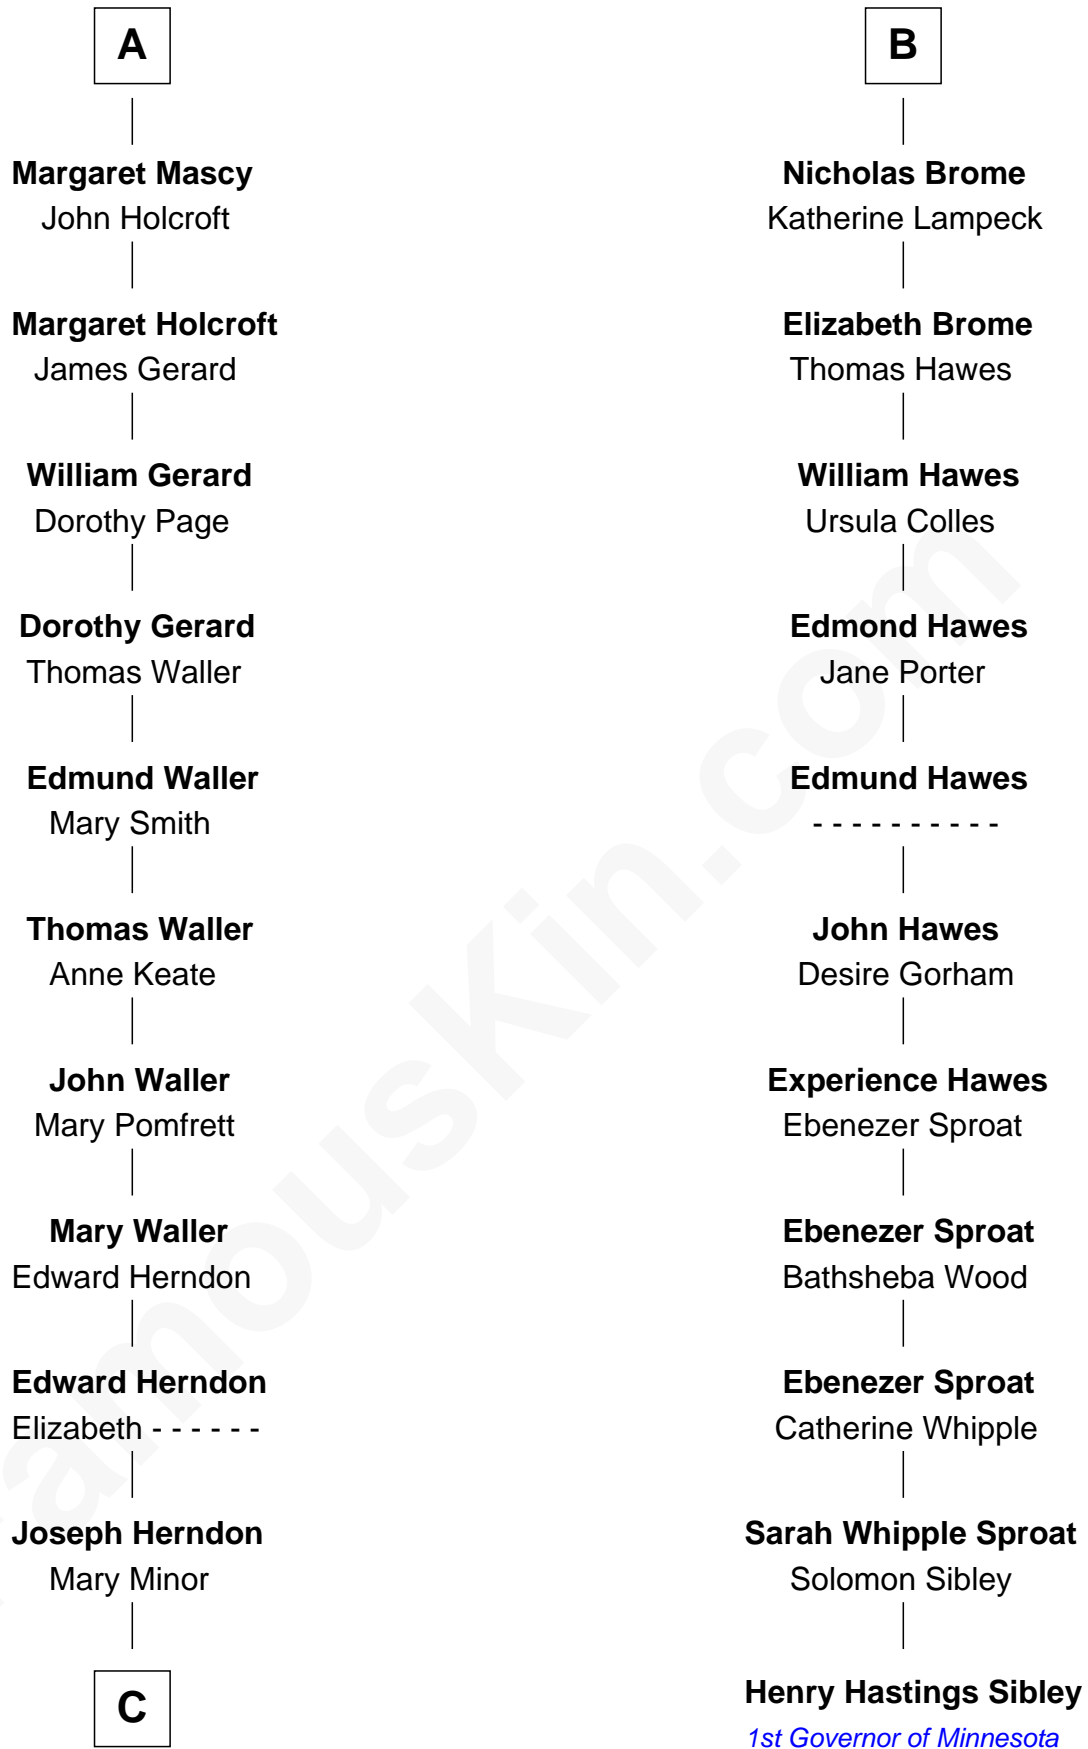 A
Margaret Mascy
John Holcroft
Margaret Holcroft
James Gerard
William Gerard
Dorothy Page
Dorothy Gerard
Thomas Waller
Edmund Waller
Mary Smith
Thomas Waller
Anne Keate
John Waller
Mary Pomfrett
Mary Waller
Edward Herndon
Edward Herndon
Elizabeth - - - - - -
Joseph Herndon
Mary Minor
C
B
Nicholas Brome
Katherine Lampeck
Elizabeth Brome
Thomas Hawes
William Hawes
Ursula Colles
Edmond Hawes
Jane Porter
Edmund Hawes
- - - - - - - - - -
John Hawes
Desire Gorham
Experience Hawes
Ebenezer Sproat
Ebenezer Sproat
Bathsheba Wood
Ebenezer Sproat
Catherine Whipple
Sarah Whipple Sproat
Solomon Sibley
Henry Hastings Sibley
1st Governor of Minnesota
FamousKin.com